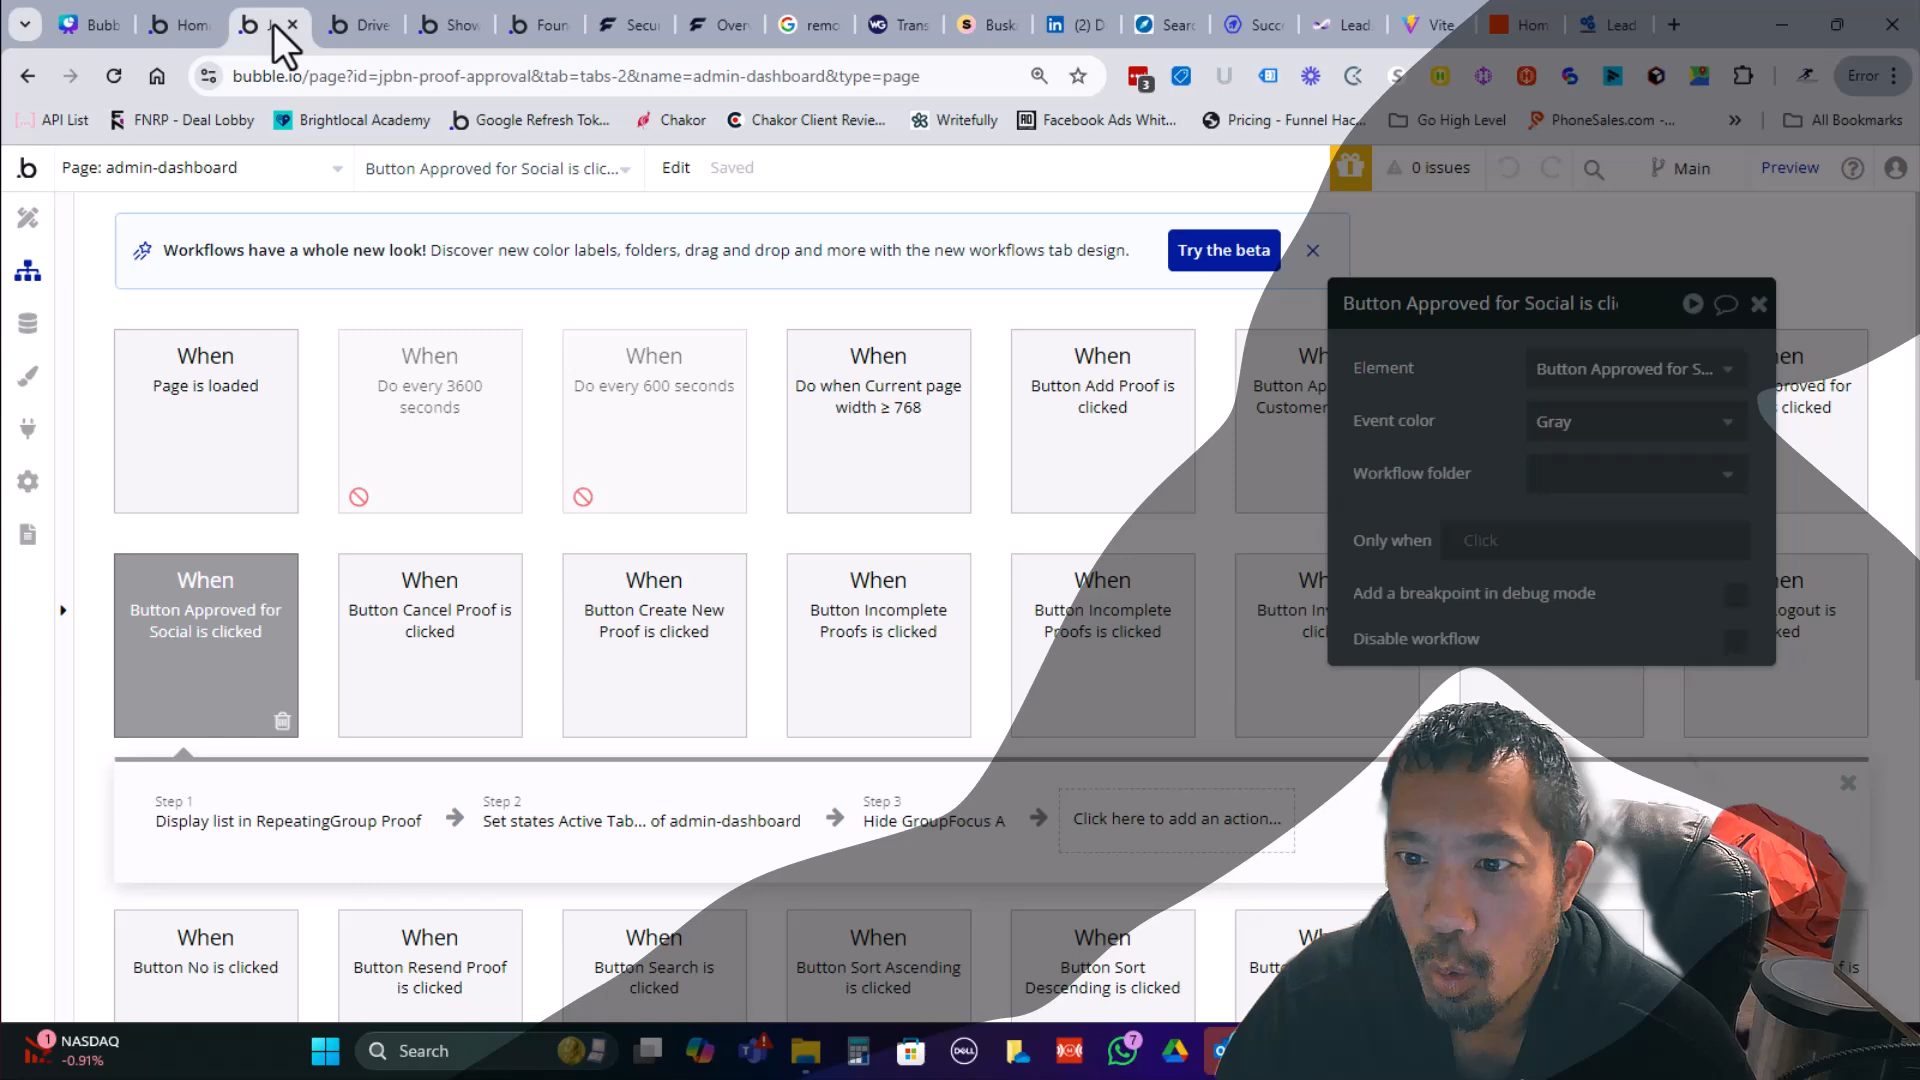 Bubb
Hom
J
Drive
Show
Foun
Secu
Over
remo
Trans
Busk
(2) D
Searc
Succ
Lead
Vite
Hom
Lead
bubble.io/page?id=jpbn-proof-approval&tab=tabs-2&name=admin-dashboard&type=page
3
Error
API List
FNRP - Deal Lobby
Brightlocal Academy
Google Refresh Tok...
Chakor
Chakor Client Revie...
Writefully
Facebook Ads Whit...
Pricing - Funnel Hac...
Go High Level
PhoneSales.com -...
All Bookmarks
Page: admin-dashboard
Button Approved for Social is clic...
Edit
Saved
0 issues
Main
Preview
Workflows have a whole new look! Discover new color labels, folders, drag and drop and more with the new workflows tab design.
Try the beta
When
Page is loaded
When
Do every 3600
seconds
When
Do every 600 seconds
When
Do when Current page
width ≥ 768
When
Button Add Proof is
clicked
Wh
Button Ap
Customer
en
proved for
clicked
Button Approved for Social is cli
Element
Button Approved for S...
Event color
Gray
Workflow folder
Only when
Click
Add a breakpoint in debug mode
Disable workflow
When
Button Approved for
Social is clicked
When
Button Cancel Proof is
clicked
When
Button Create New
Proof is clicked
When
Button Incomplete
Proofs is clicked
When
Button Incomplete
Proofs is clicked
Wh
Button Inv
clic
en
Logout is
ked
Step 1
Display list in RepeatingGroup Proof
Step 2
Set states Active Tab... of admin-dashboard
Step 3
Hide GroupFocus A
Click here to add an action...
When
Button No is clicked
When
Button Resend Proof
is clicked
When
Button Search is
clicked
When
Button Sort Ascending
is clicked
When
Button Sort
Descending is clicked
Wh
Butt
f is
1
NASDAQ
-0.91%
Search
DELL
7